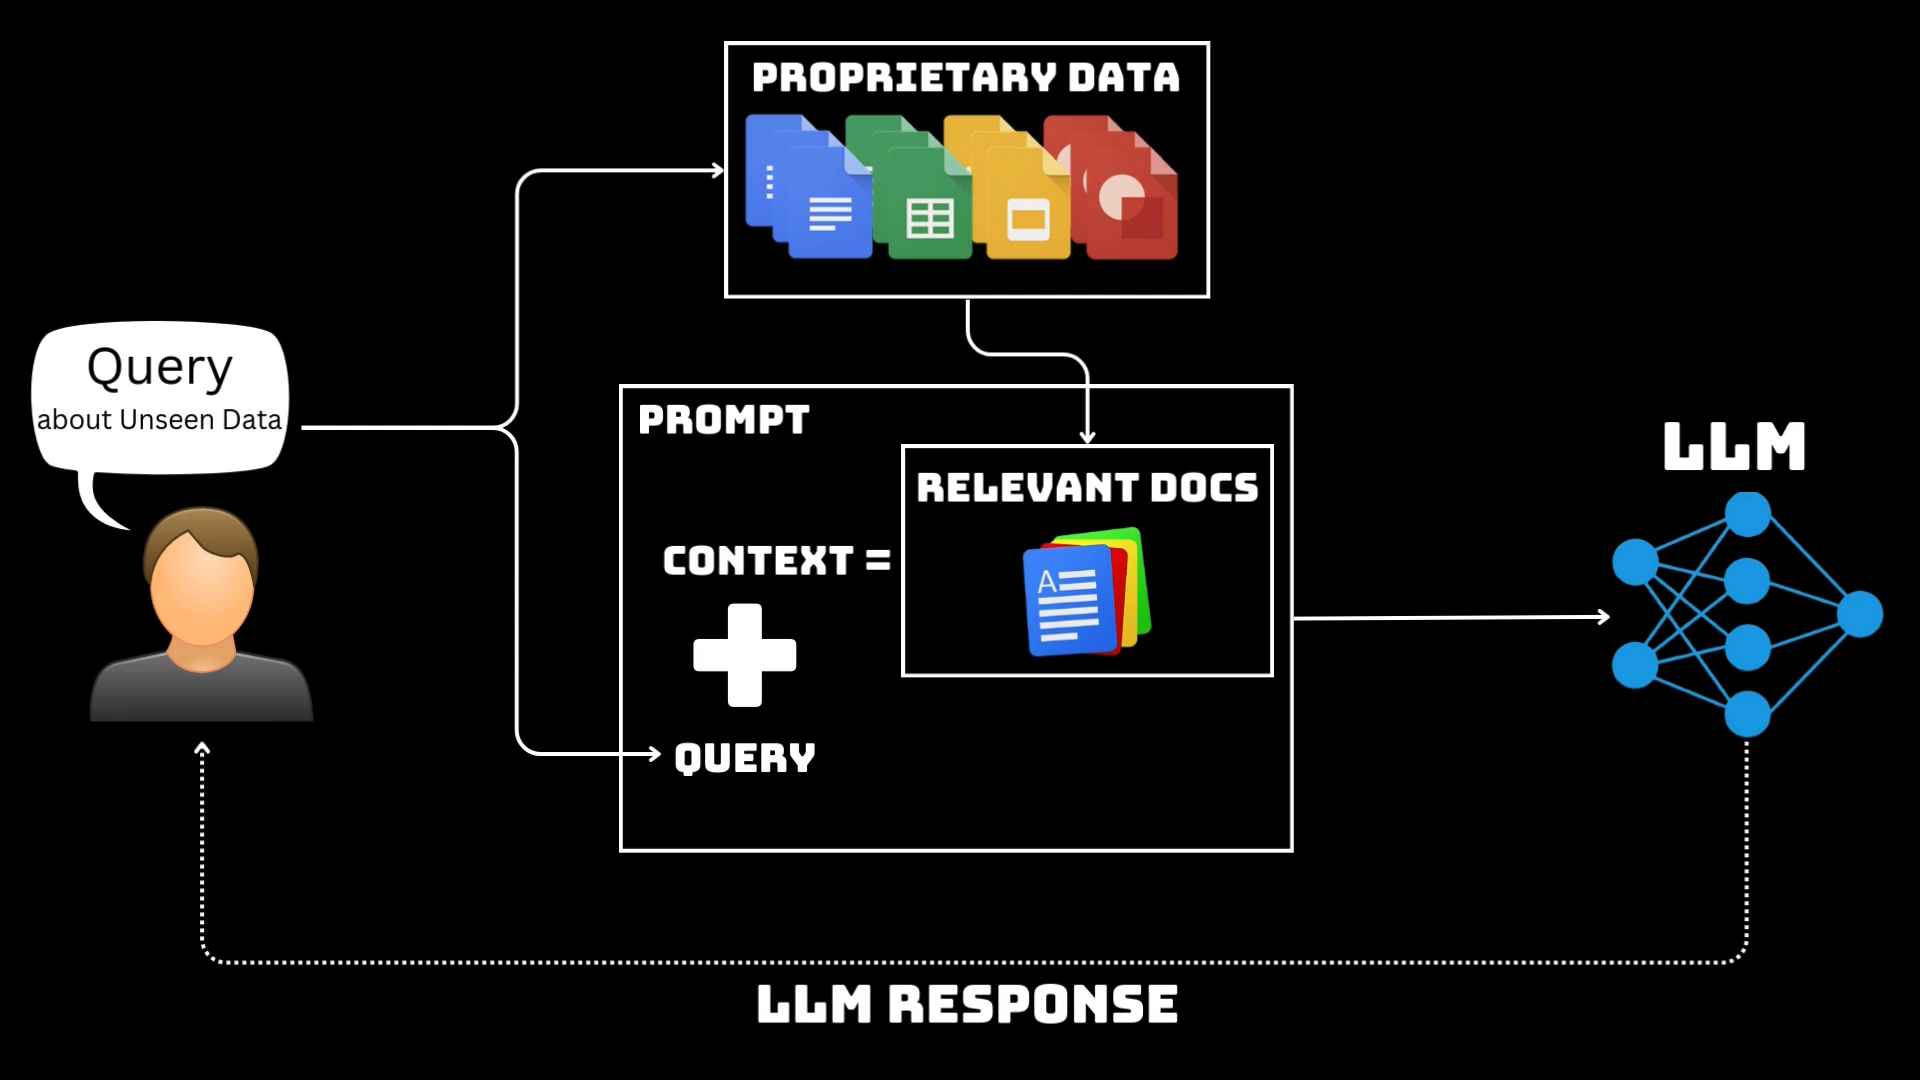 PROPRIETARY DATA
Query
about Unseen Data
PROMPT
RELEVANT DOCS
CONTEXT =
A
QUERY
LLM
LLM RESPONSE